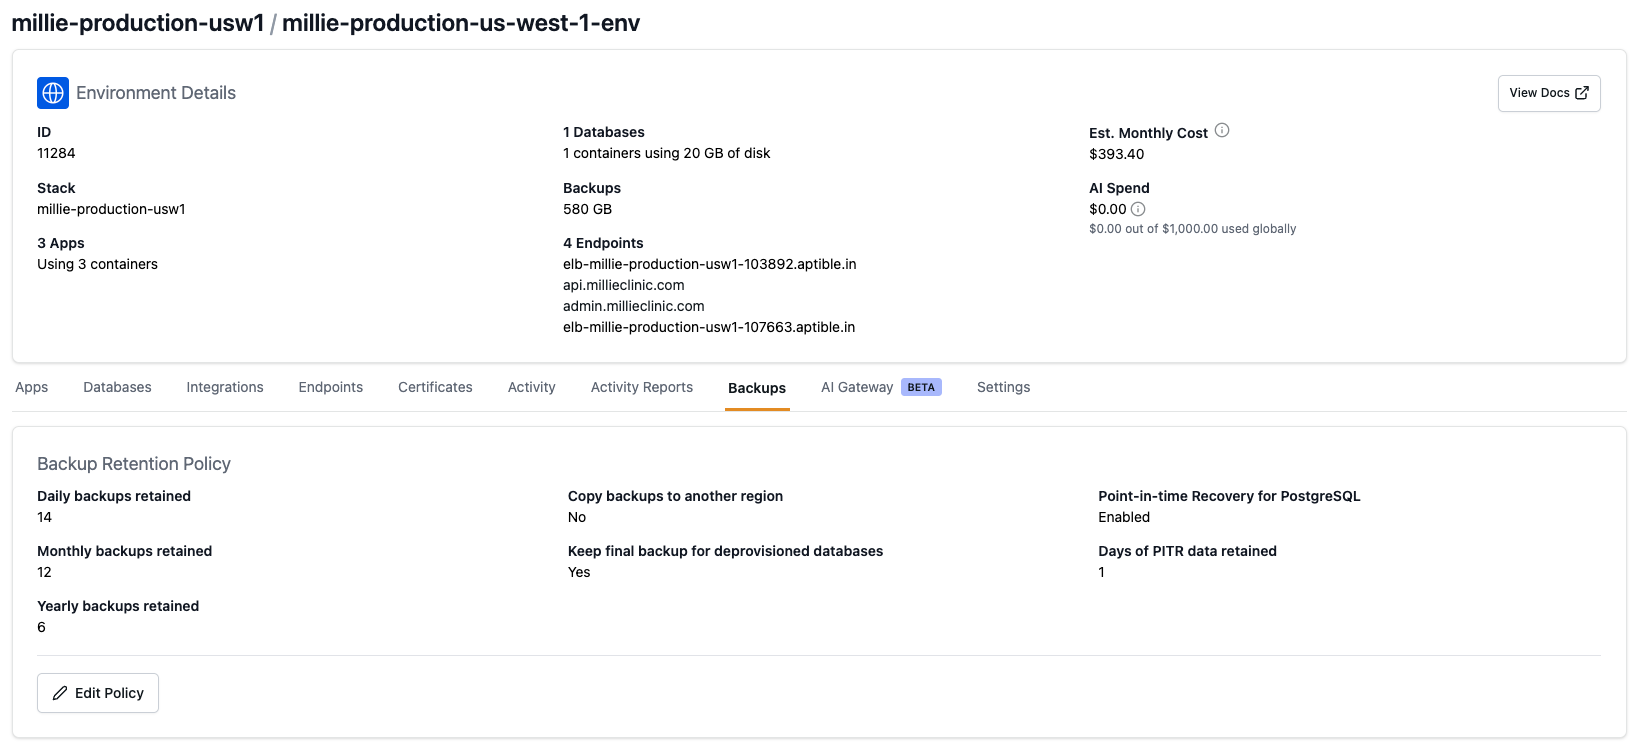 millie-production-usw1 / millie-production-us-west-1-env
Environment Details
View Docs
ID
11284
Stack
millie-production-usw1
3 Apps
Using 3 containers
1 Databases
1 containers using 20 GB of disk
Backups
580 GB
4 Endpoints
elb-millie-production-usw1-103892.aptible.in
api.millieclinic.com
admin.millieclinic.com
elb-millie-production-usw1-107663.aptible.in
Est. Monthly Cost
$393.40
AI Spend
$0.00
$0.00 out of $1,000.00 used globally
Apps Databases Integrations Endpoints Certificates Activity Activity Reports Backups AI Gateway BETA Settings
Backup Retention Policy
Daily backups retained
14
Monthly backups retained
12
Yearly backups retained
6
Copy backups to another region
No
Keep final backup for deprovisioned databases
Yes
Point-in-time Recovery for PostgreSQL
Enabled
Days of PITR data retained
1
Edit Policy